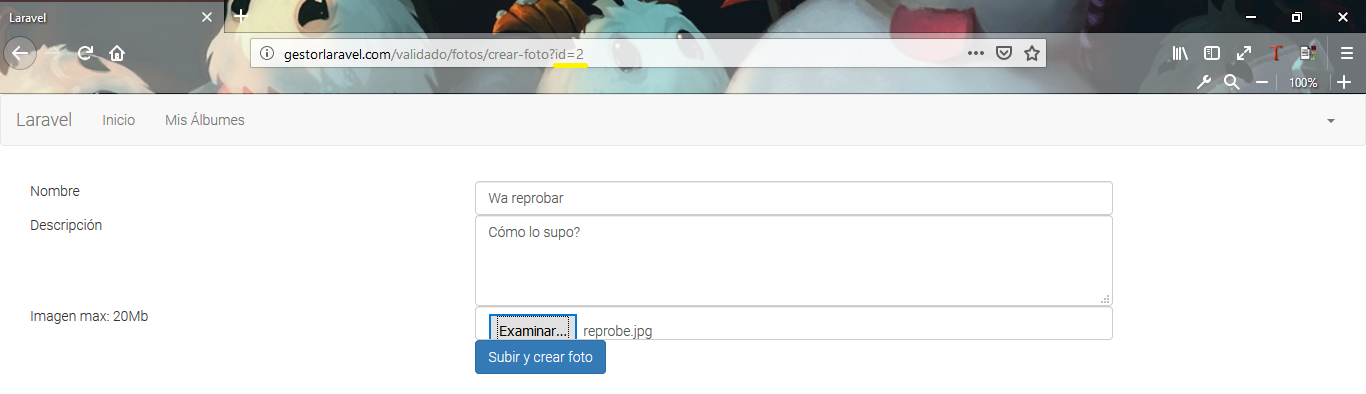 Laravel
gestorlaravel.com/validado/fotos/crear-foto?id=2
100%
Laravel Inicio Mis Álbumes
Nombre Wa reprobar
Descripción Cómo lo supo?
Imagen max: 20Mb Examinar... reprobe.jpg
Subir y crear foto